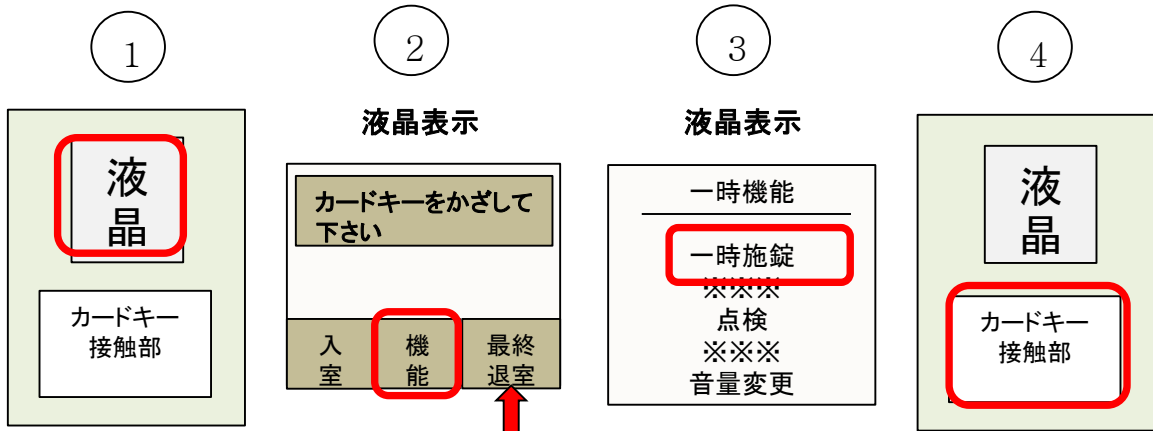 1
2
3
4
液晶表示
液晶表示
液
晶
カードキー
接触部
カードキーをかざして
下さい
入
室
機
能
最終
退室
一時機能
一時施錠
※※※
点検
※※※
音量変更
液
晶
カードキー
接触部